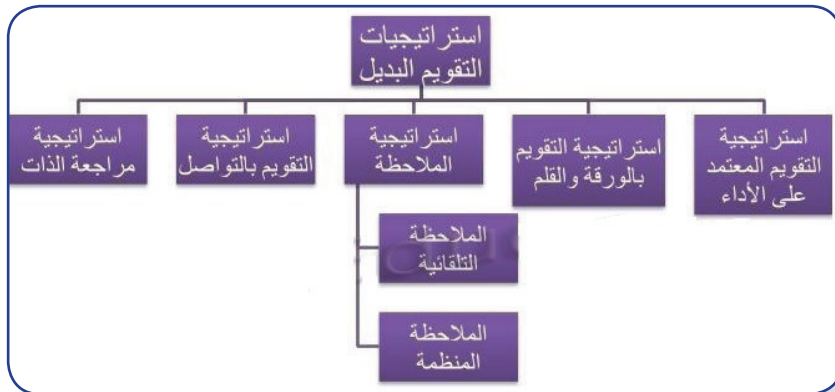 استراتيجيات
التقويم البديل
استراتيجية
التقويم المعتمد
على الأداء
استراتيجية التقويم
بالورقة والقلم
استراتيجية
الملاحظة
استراتيجية
التقويم بالتواصل
استراتيجية
مراجعة الذات
الملاحظة
التلقائية
الملاحظة
المنظمة